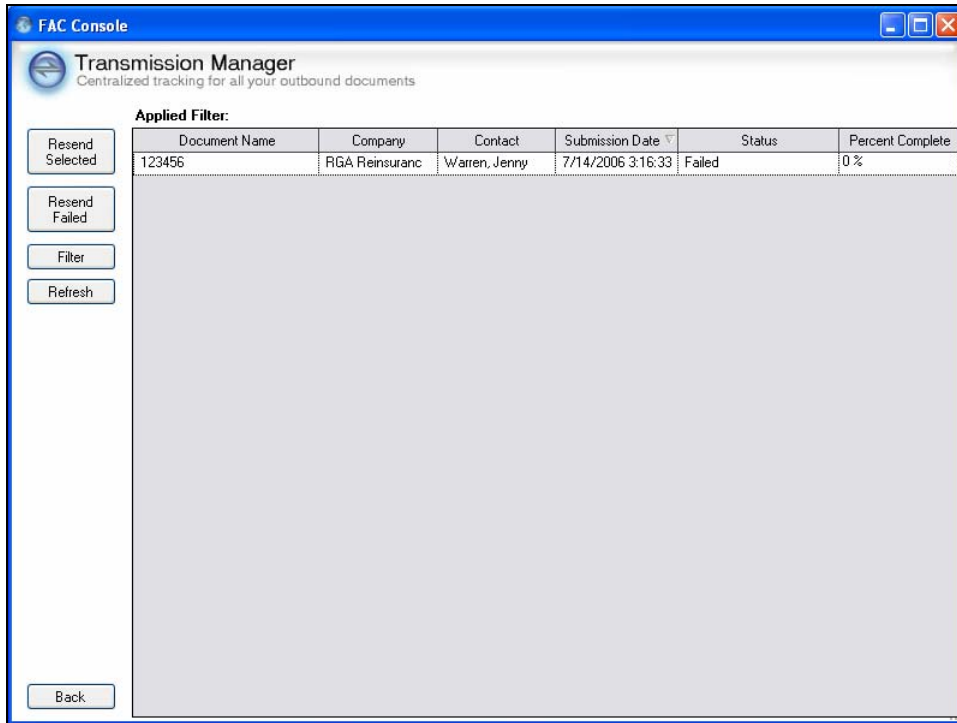 FAC Console
Transmission Manager
Centralized tracking for all your outbound documents
Applied Filter:
Document Name Company Contact Submission Date Status Percent Complete
123456 RGA Reinsuranc Warren, Jenny 7/14/2006 3:16:33 Failed 0 %
Resend
Selected
Resend
Failed
Filter
Refresh
Back